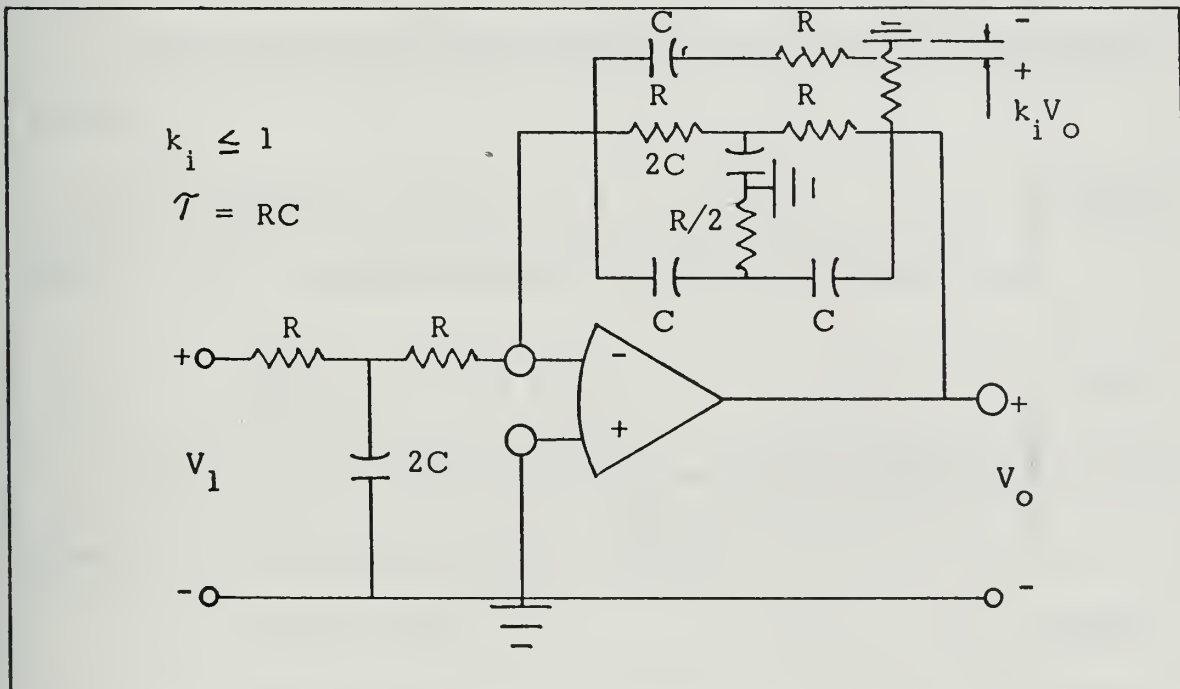 C
R
-
+
k_i V_o
R
R
k_i ≤ 1
2C
τ = RC
R/2
C
C
R
R
+
-
+
+
V_1
2C
V_o
-
-